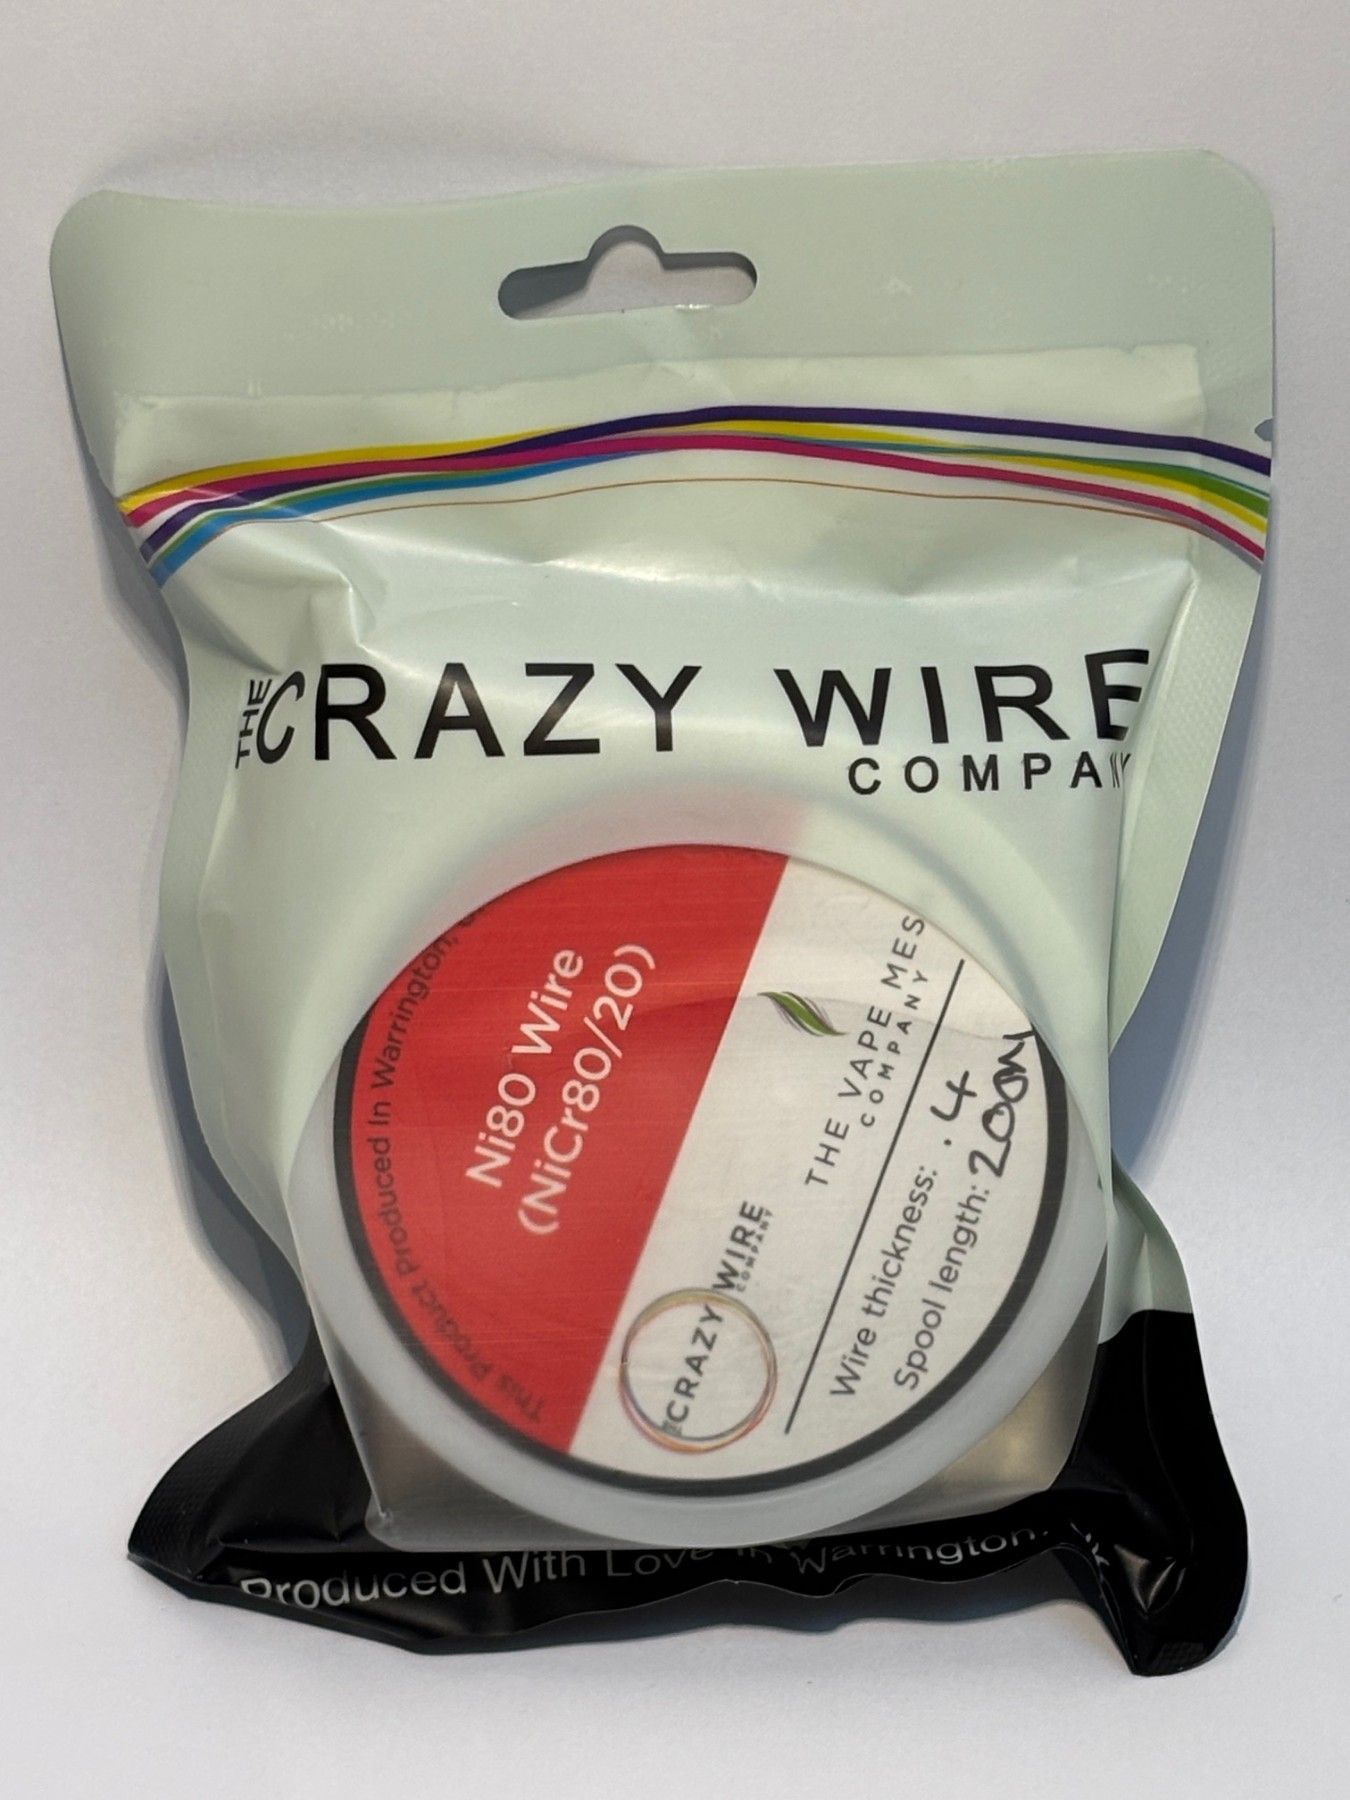 THE CRAZY WIRE
COMPANY
This Product Produced In Warrington,
Ni80 Wire
(NiCr80/20)
THE CRAZY WIRE
COMPANY
THE VAPE MES
COMPANY
Wire thickness: .4
Spool length: 200m
Produced With Love In Warrington,